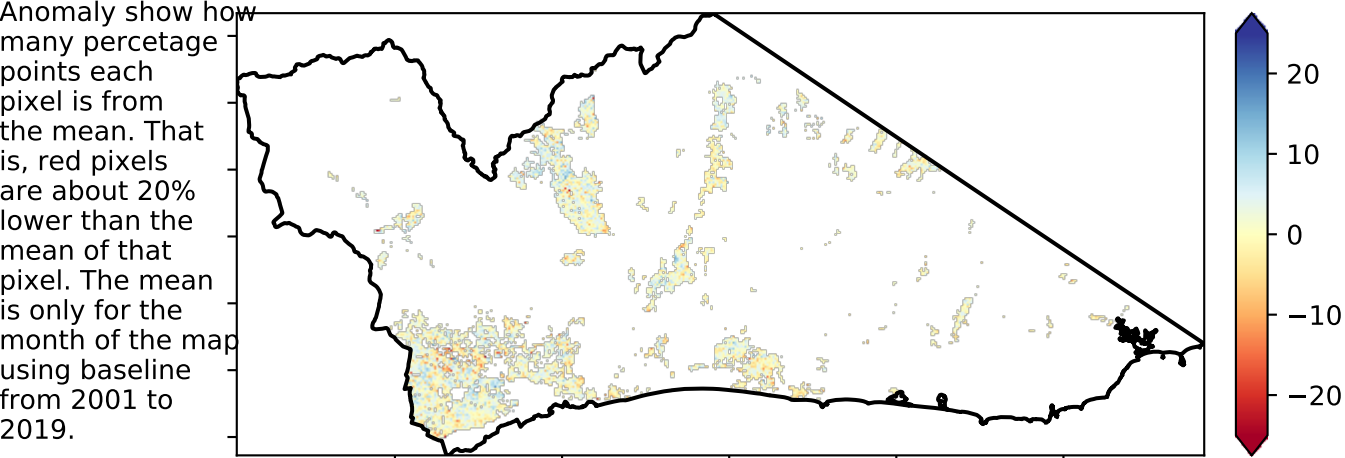 Anomaly show how
many percetage
points each
pixel is from
the mean. That
is, red pixels
are about 20%
lower than the
mean of that
pixel. The mean
is only for the
month of the map
using baseline
from 2001 to
2019.
20
10
0
−10
−20